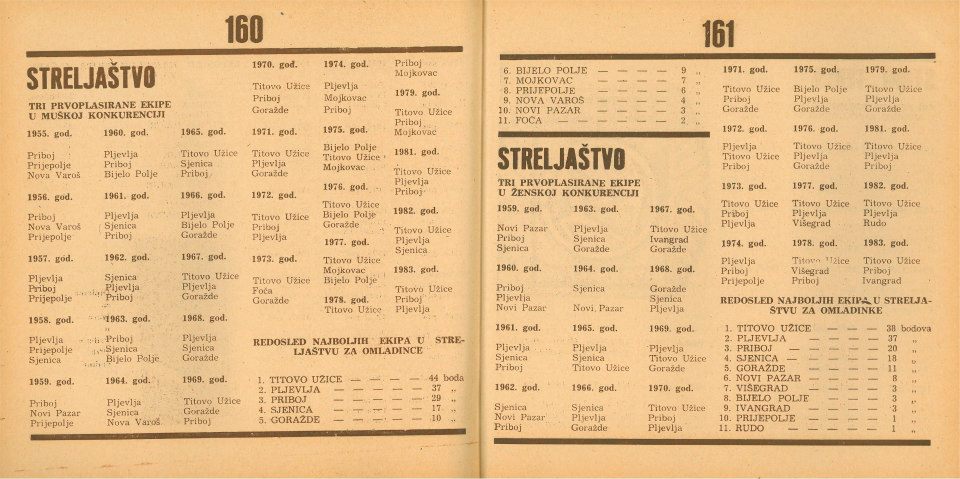 160
STRELJAŠTVO
TRI PRVOPLASIRANE EKIPE
U MUŠKOJ KONKURENCIJI
1955. god.
Priboj
Prijepolje
Nova Varoš
1956. god.
Priboj
Nova Varoš
Prijepolje
1957. god.
Pljevlja
Priboj
Prijepolje
1958. god.
Pljevlja
Prijepolje
Sjenica
1959. god.
Priboj
Novi Pazar
Prijepolje
1960. god.
Pljevlja
Priboj
Bijelo Polje
1961. god.
Pljevlja
Sjenica
Priboj
1962. god.
Sjenica
Pljevlja
Priboj
1963. god.
Priboj
Sjenica
Bijelo Polje
1964. god.
Pljevlja
Sjenica
Nova Varoš
1965. god.
Titovo Užice
Sjenica
Priboj
1966. god.
Pljevlja
Bijelo Polje
Goražde
1967. god.
Titovo Užice
Pljevlja
Goražde
1968. god.
Pljevlja
Sjenica
Goražde
1969. god.
Titovo Užice
Goražde
Priboj
1970. god.
Titovo Užice
Priboj
Goražde
1971. god.
Titovo Užice
Pljevlja
Goražde
1972. god.
Titovo Užice
Priboj
Pljevlja
1973. god.
Titovo Užice
Foča
Goražde
1974. god.
Pljevlja
Mojkovac
Priboj
1975. god.
Bijelo Polje
Titovo Užice
Mojkovac
1976. god.
Titovo Užice
Bijelo Polje
Goražde
1977. god.
Titovo Užice
Mojkovac
Bijelo Polje
1978. god.
Titovo Užice
Priboj
Mojkovac
1979. god.
Titovo Užice
Priboj
Mojkovac
1981. god.
Titovo Užice
Pljevlja
Priboj
1982. god.
Titovo Užice
Pljevlja
Sjenica
1983. god.
Titovo Užice
Priboj
Pljevlja
REDOSLED NAJBOLJIH EKIPA U STRE-
LJAŠTVU ZA OMLADINCE
1. TITOVO UŽICE — — — — 44 boda
2. PLJEVLJA — — — — — 37 „
3. PRIBOJ — — — — — 29 „
4. SJENICA — — — — — 17 „
5. GORAŽDE — — — — — 10 „
161
6. BIJELO POLJE — — — — 9 „
7. MOJKOVAC — — — — 7 „
8. PRIJEPOLJE — — — — 6 „
9. NOVA VAROŠ — — — — 4 „
10. NOVI PAZAR — — — — 3 „
11. FOČA — — — — — 2 „
STRELJAŠTVO
TRI PRVOPLASIRANE EKIPE
U ŽENSKOJ KONKURENCIJI
1959. god.
Novi Pazar
Priboj
Sjenica
1960. god.
Priboj
Pljevlja
Novi Pazar
1961. god.
Pljevlja
Sjenica
Priboj
1962. god.
Sjenica
Novi Pazar
Priboj
1963. god.
Pljevlja
Sjenica
Goražde
1964. god.
Sjenica
Novi Pazar
1965. god.
Priboj
Sjenica
Titovo Užice
1966. god.
Sjenica
Pljevlja
Goražde
1967. god.
Titovo Užice
Ivangrad
Goražde
1968. god.
Goražde
Sjenica
Pljevlja
1969. god.
Goražde
Titovo Užice
Priboj
1970. god.
Titovo Užice
Priboj
Pljevlja
1971. god.
Titovo Užice
Priboj
Goražde
1972. god.
Pljevlja
Titovo Užice
Goražde
1973. god.
Titovo Užice
Priboj
Pljevlja
1974. god.
Pljevlja
Priboj
Prijepolje
1975. god.
Bijelo Polje
Pljevlja
Goražde
1976. god.
Titovo Užice
Pljevlja
Goražde
1977. god.
Titovo Užice
Pljevlja
Višegrad
1978. god.
Titovo Užice
Višegrad
Priboj
1979. god.
Titovo Užice
Pljevlja
Goražde
1981. god.
Titovo Užice
Pljevlja
Priboj
1982. god.
Titovo Užice
Pljevlja
Rudo
1983. god.
Titovo Užice
Priboj
Ivangrad
REDOSLED NAJBOLJIH EKIPA U STRELJA-
ŠTVU ZA OMLADINKE
1. TITOVO UŽICE — — — — 38 bodova
2. PLJEVLJA — — — — — 37 „
3. PRIBOJ — — — — — 20 „
4. SJENICA — — — — — 18 „
5. GORAŽDE — — — — — 11 „
6. NOVI PAZAR — — — — 8 „
7. VIŠEGRAD — — — — 3 „
8. BIJELO POLJE — — — — 3 „
9. IVANGRAD — — — — 3 „
10. PRIJEPOLJE — — — — 1 „
11. RUDO — — — — — 1 „